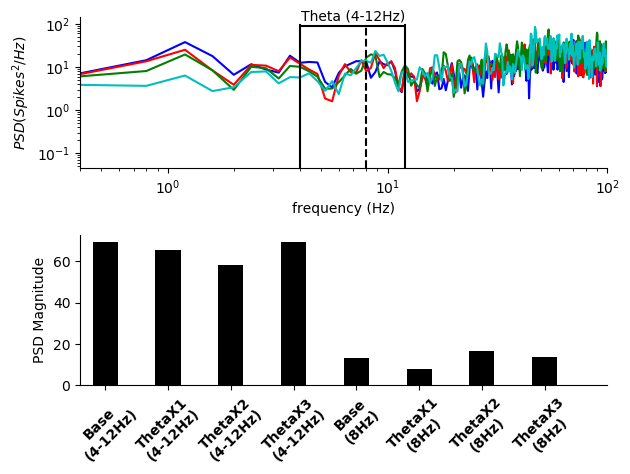 Theta (4-12Hz)
10²
10¹
10⁰
10⁻¹
PSD(Spikes²/Hz)
10⁰
10¹
10²
frequency (Hz)
PSD Magnitude
60
40
20
0
Base
(4-12Hz)
ThetaX1
(4-12Hz)
ThetaX2
(4-12Hz)
ThetaX3
(4-12Hz)
Base
(8Hz)
ThetaX1
(8Hz)
ThetaX2
(8Hz)
ThetaX3
(8Hz)